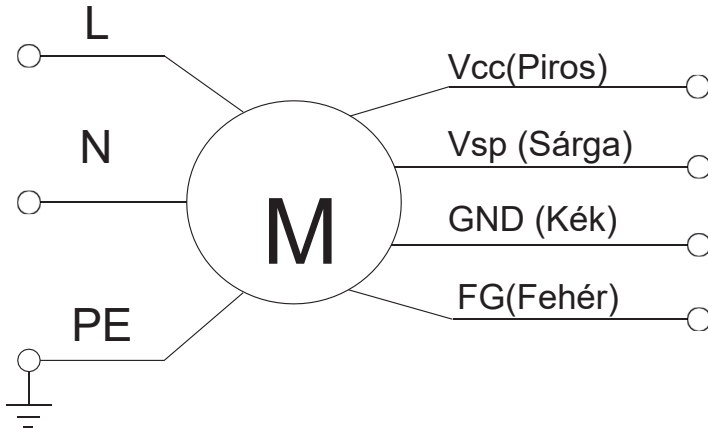 L
N
PE
M
Vcc(Piros)
Vsp (Sárga)
GND (Kék)
FG(Fehér)